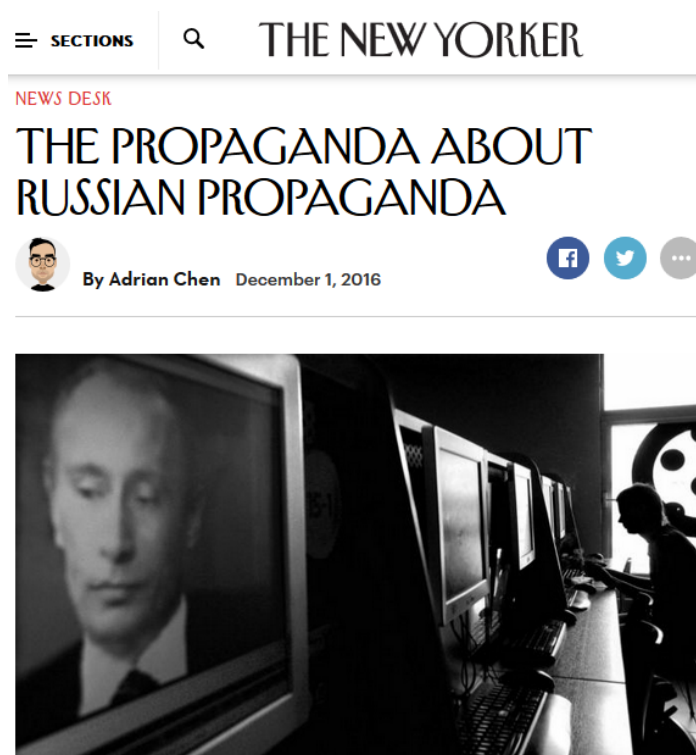 SECTIONS
THE NEW YORKER
NEWS DESK
THE PROPAGANDA ABOUT
RUSSIAN PROPAGANDA
By Adrian Chen December 1, 2016